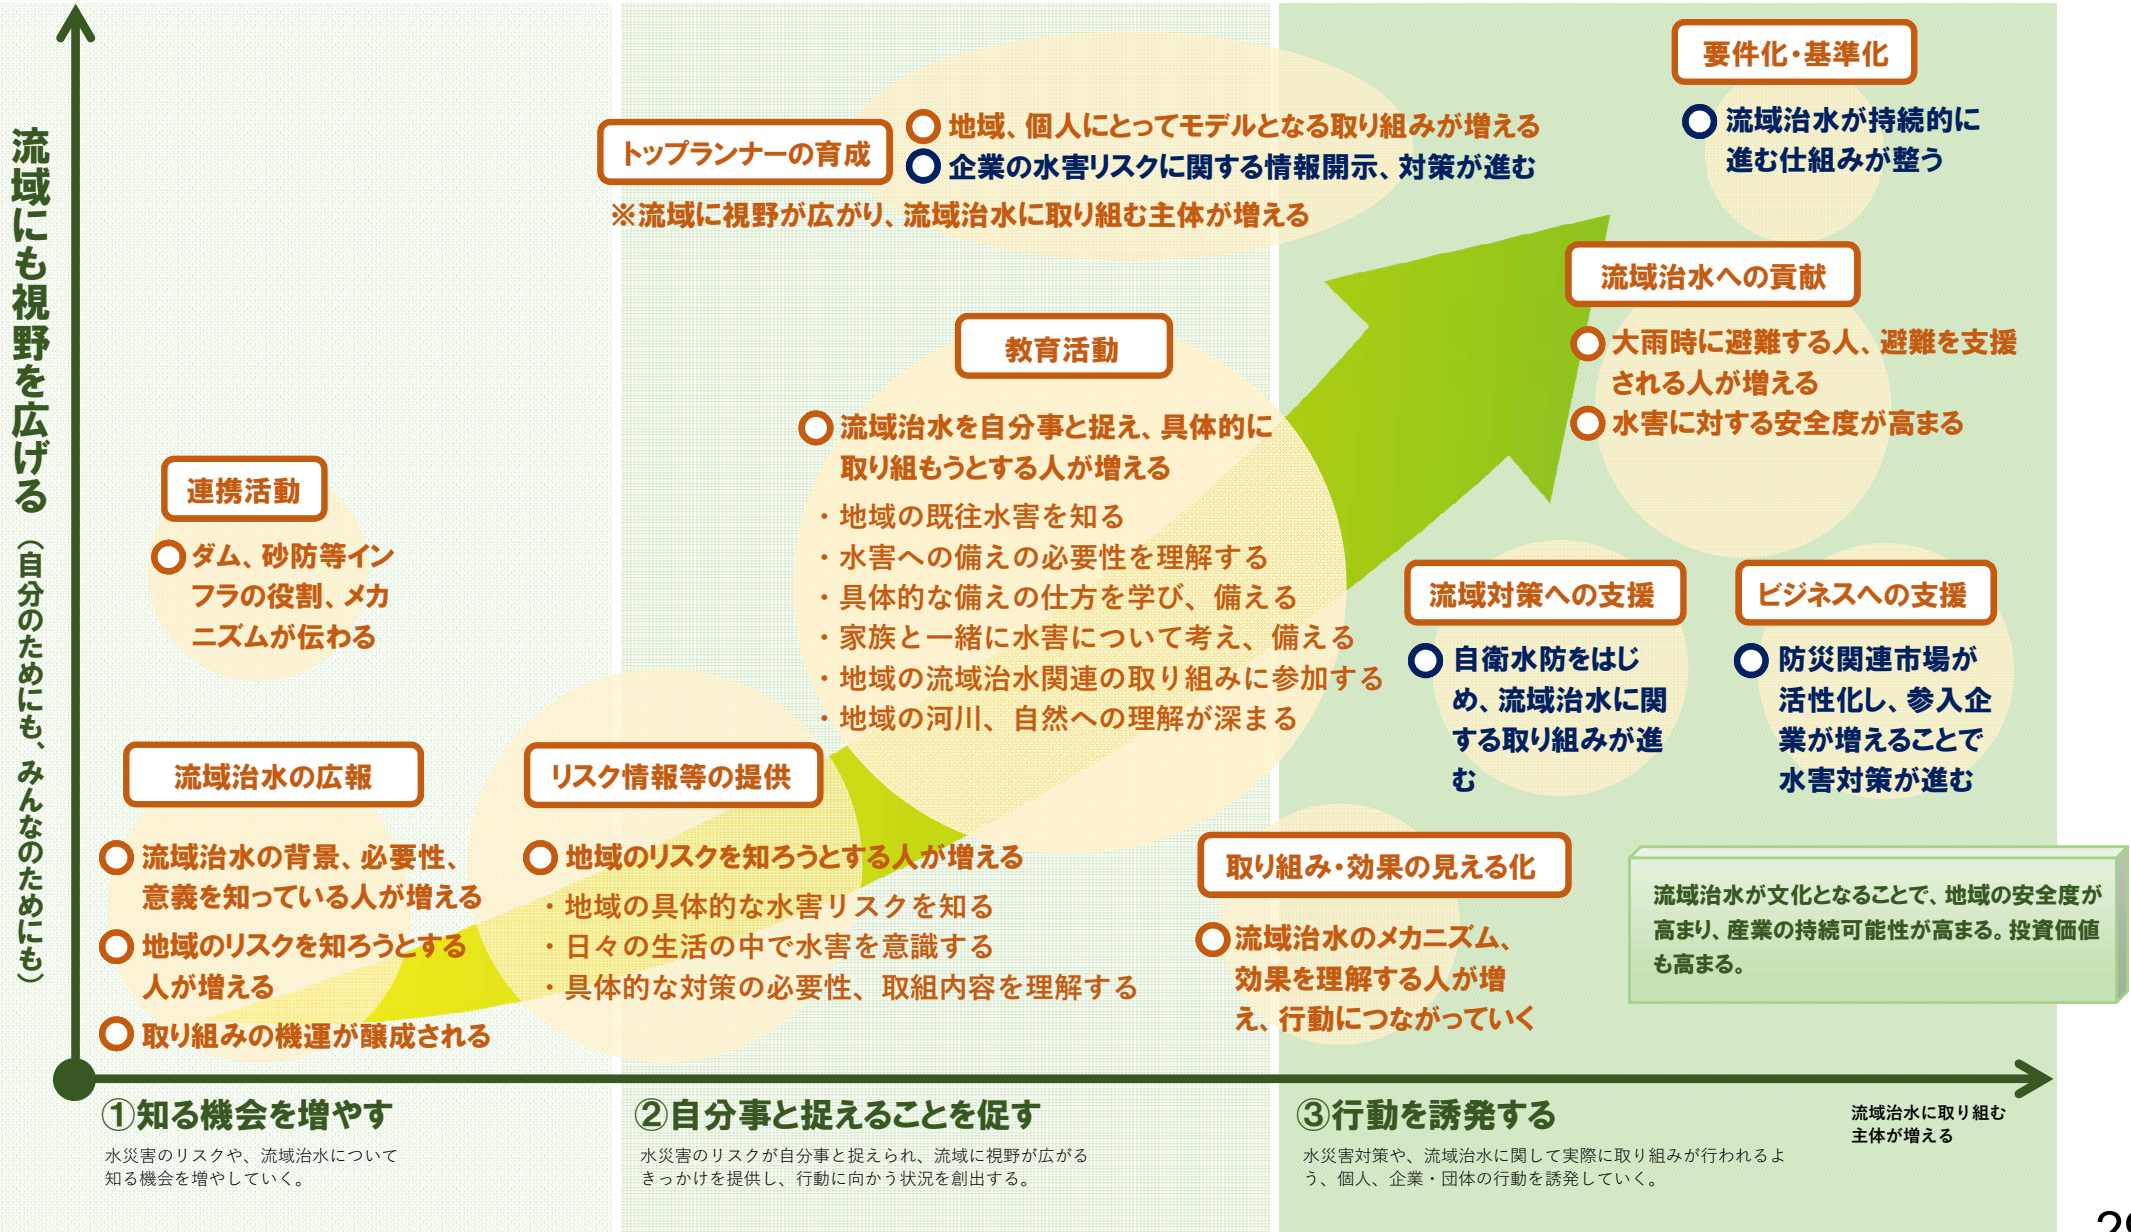 流域にも視野を広げる（自分のためにも、みんなのためにも）
要件化・基準化
流域治水が持続的に
進む仕組みが整う
トップランナーの育成
地域、個人にとってモデルとなる取り組みが増える
企業の水害リスクに関する情報開示、対策が進む
※流域に視野が広がり、流域治水に取り組む主体が増える
流域治水への貢献
大雨時に避難する人、避難を支援
される人が増える
水害に対する安全度が高まる
教育活動
流域治水を自分事と捉え、具体的に
取り組もうとする人が増える
・地域の既往水害を知る
・水害への備えの必要性を理解する
・具体的な備えの仕方を学び、備える
・家族と一緒に水害について考え、備える
・地域の流域治水関連の取り組みに参加する
・地域の河川、自然への理解が深まる
連携活動
ダム、砂防等イン
フラの役割、メカ
ニズムが伝わる
流域対策への支援
自衛水防をはじ
め、流域治水に関
する取り組みが進
む
ビジネスへの支援
防災関連市場が
活性化し、参入企
業が増えることで
水害対策が進む
流域治水の広報
流域治水の背景、必要性、
意義を知っている人が増える
地域のリスクを知ろうとする
人が増える
取り組みの機運が醸成される
リスク情報等の提供
地域のリスクを知ろうとする人が増える
・地域の具体的な水害リスクを知る
・日々の生活の中で水害を意識する
・具体的な対策の必要性、取組内容を理解する
取り組み・効果の見える化
流域治水のメカニズム、
効果を理解する人が増
え、行動につながっていく
流域治水が文化となることで、地域の安全度が
高まり、産業の持続可能性が高まる。投資価値
も高まる。
①知る機会を増やす
水災害のリスクや、流域治水について
知る機会を増やしていく。
②自分事と捉えることを促す
水災害のリスクが自分事と捉えられ、流域に視野が広がる
きっかけを提供し、行動に向かう状況を創出する。
③行動を誘発する
水災害対策や、流域治水に関して実際に取り組みが行われるよ
う、個人、企業・団体の行動を誘発していく。
流域治水に取り組む
主体が増える